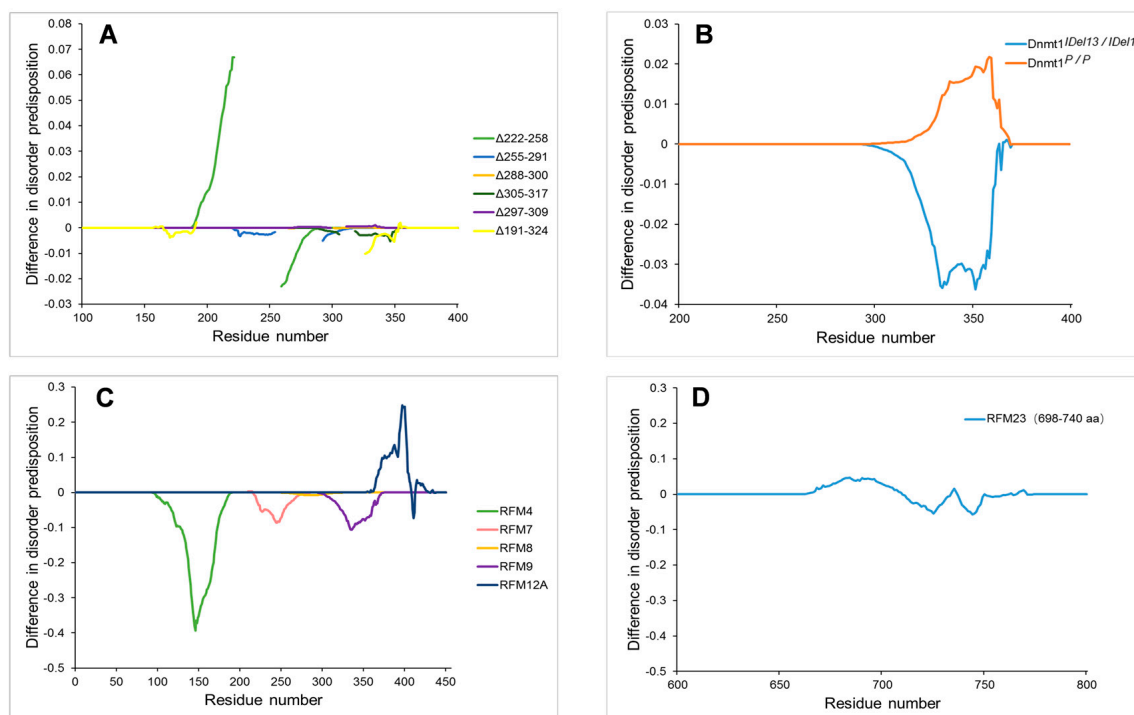 A
Difference in disorder predisposition
0.08
0.07
0.06
0.05
0.04
0.03
0.02
0.01
0
-0.01
-0.02
-0.03
100 150 200 250 300 350 400
Residue number
Δ222-258
Δ255-291
Δ288-300
Δ305-317
Δ297-309
Δ191-324
B
Difference in disorder predisposition
0.03
0.02
0.01
0
-0.01
-0.02
-0.03
-0.04
200 250 300 350 400
Residue number
Dnmt1IDel13 / IDel1
Dnmt1P / P
C
Difference in disorder predisposition
0.3
0.2
0.1
0
-0.1
-0.2
-0.3
-0.4
-0.5
0 50 100 150 200 250 300 350 400 450
Residue number
RFM4
RFM7
RFM8
RFM9
RFM12A
D
Difference in disorder predisposition
0.3
0.2
0.1
0
-0.1
-0.2
-0.3
-0.4
-0.5
600 650 700 750 800
Residue number
RFM23 (698-740 aa)